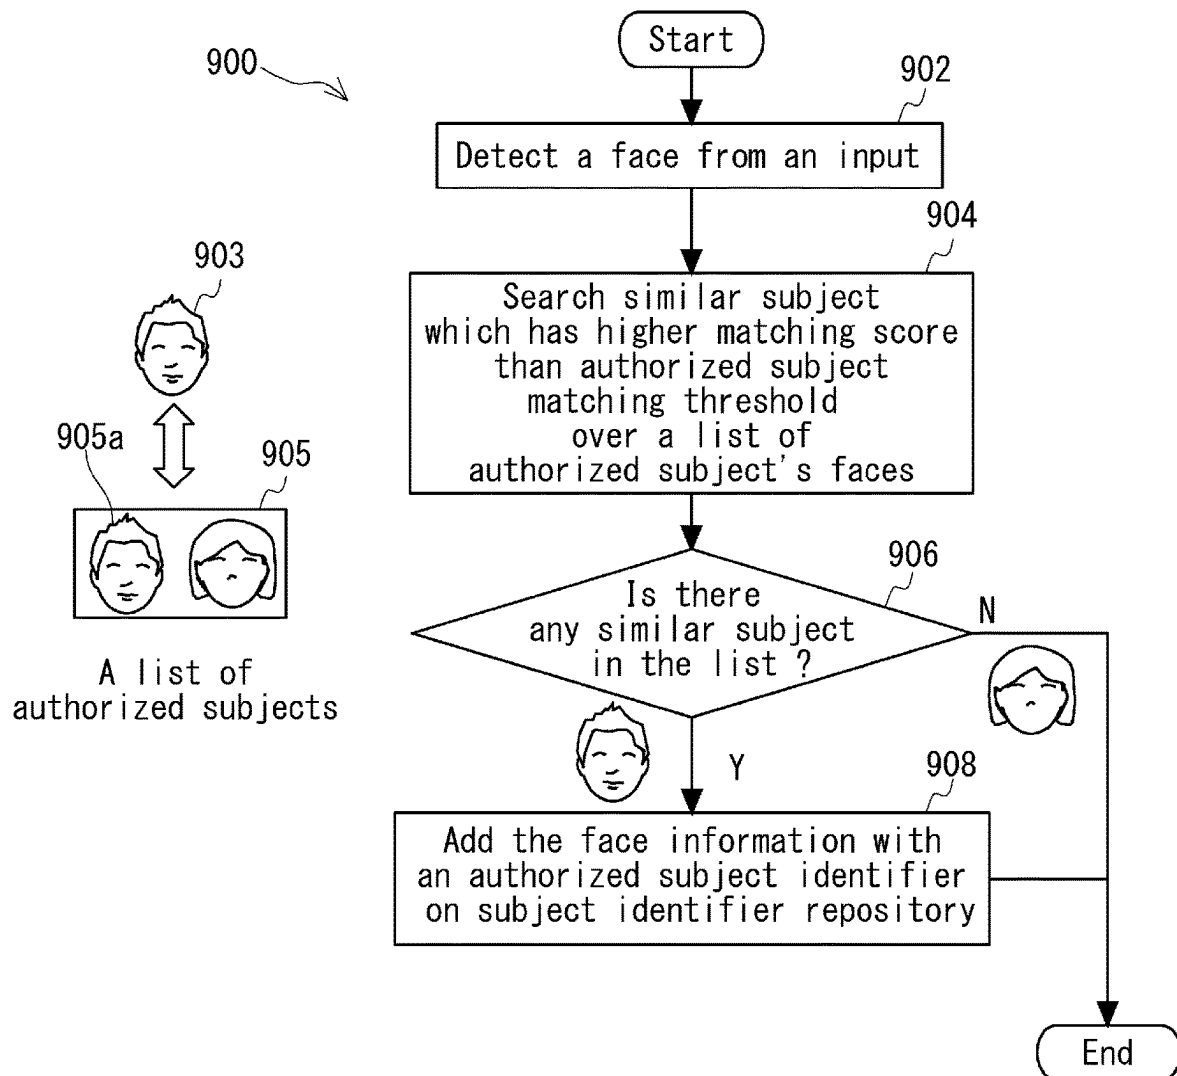 Start
900
902
Detect a face from an input
904
903
Search similar subject
which has higher matching score
than authorized subject
matching threshold
over a list of
authorized subject's faces
905a
905
906
Is there
any similar subject
in the list ?
N
A list of
authorized subjects
Y
908
Add the face information with
an authorized subject identifier
on subject identifier repository
End